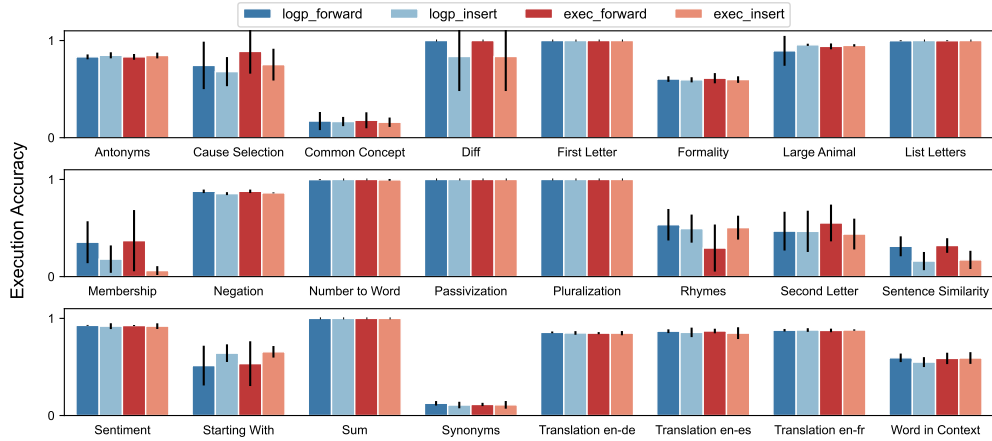 logp_forward logp_insert exec_forward exec_insert
Execution Accuracy
1
0
Antonyms Cause Selection Common Concept Diff First Letter Formality Large Animal List Letters
1
0
Membership Negation Number to Word Passivization Pluralization Rhymes Second Letter Sentence Similarity
1
0
Sentiment Starting With Sum Synonyms Translation en-de Translation en-es Translation en-fr Word in Context